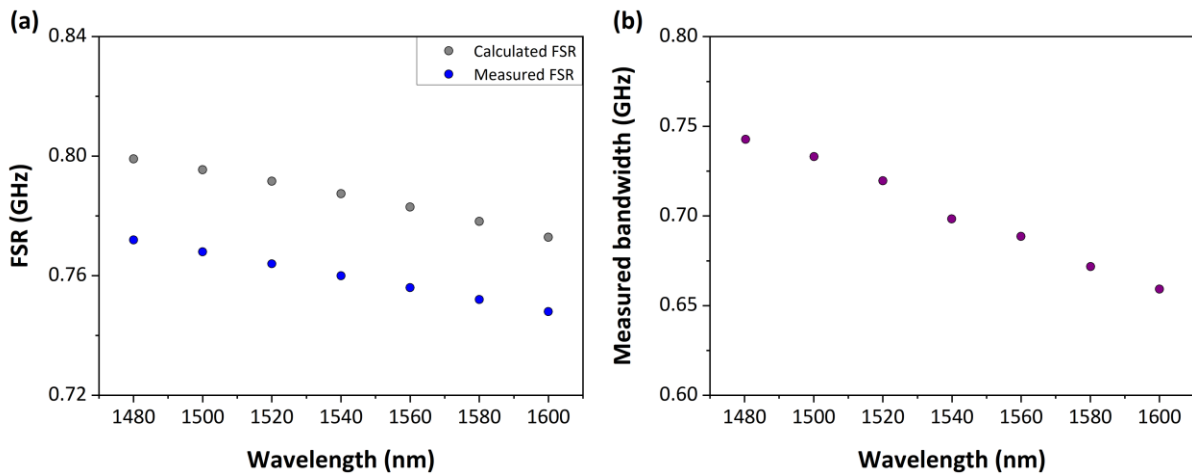 (a)
0.84
0.80
0.76
0.72
FSR (GHz)
Calculated FSR
Measured FSR
1480 1500 1520 1540 1560 1580 1600
Wavelength (nm)
(b)
0.80
0.75
0.70
0.65
0.60
Measured bandwidth (GHz)
1480 1500 1520 1540 1560 1580 1600
Wavelength (nm)